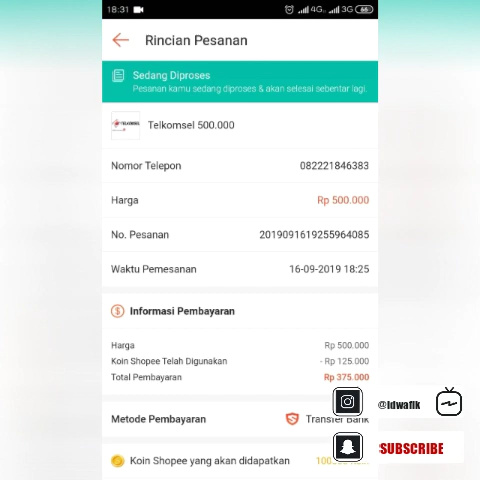 18:31 4G 3G 66
Rincian Pesanan
Sedang Diproses
Pesanan kamu sedang diproses & akan selesai sebentar lagi.
Telkomsel 500.000
Nomor Telepon 082221846383
Harga Rp 500.000
No. Pesanan 2019091619255964085
Waktu Pemesanan 16-09-2019 18:25
Informasi Pembayaran
Harga Rp 500.000
Koin Shopee Telah Digunakan - Rp 125.000
Total Pembayaran Rp 375.000
@Idwafik
Metode Pembayaran Transfer Bank
SUBSCRIBE
Koin Shopee yang akan didapatkan